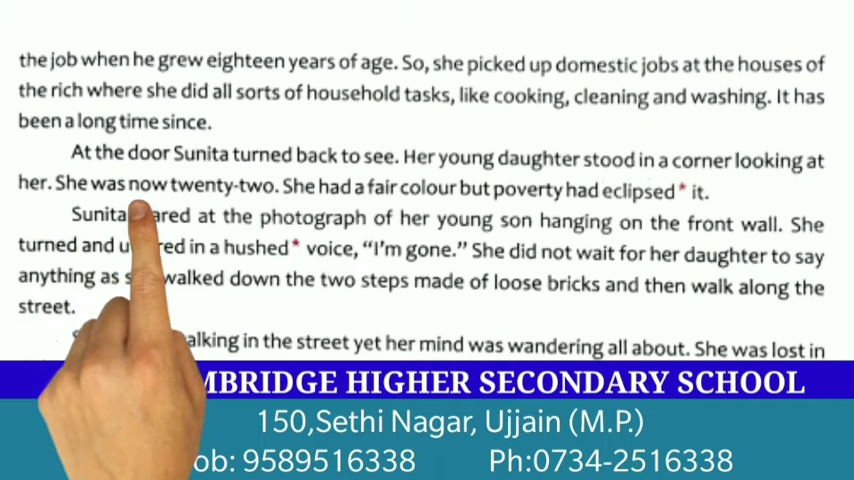 the job when he grew eighteen years of age. So, she picked up domestic jobs at the houses of
the rich where she did all sorts of household tasks, like cooking, cleaning and washing. It has
been a long time since.
At the door Sunita turned back to see. Her young daughter stood in a corner looking at
her. She was now twenty-two. She had a fair colour but poverty had eclipsed* it.
Sunita at the photograph of her young son hanging on the front wall. She
turned and in a hushed* voice, “I'm gone.” She did not wait for her daughter to say
anything as walked down the two steps made of loose bricks and then walk along the
street.
in the street yet her mind was wandering all about. She was lost in
HIGHER SECONDARY SCHOOL
150,Sethi Nagar, Ujjain (M.P.)
9589516338 Ph:0734-2516338